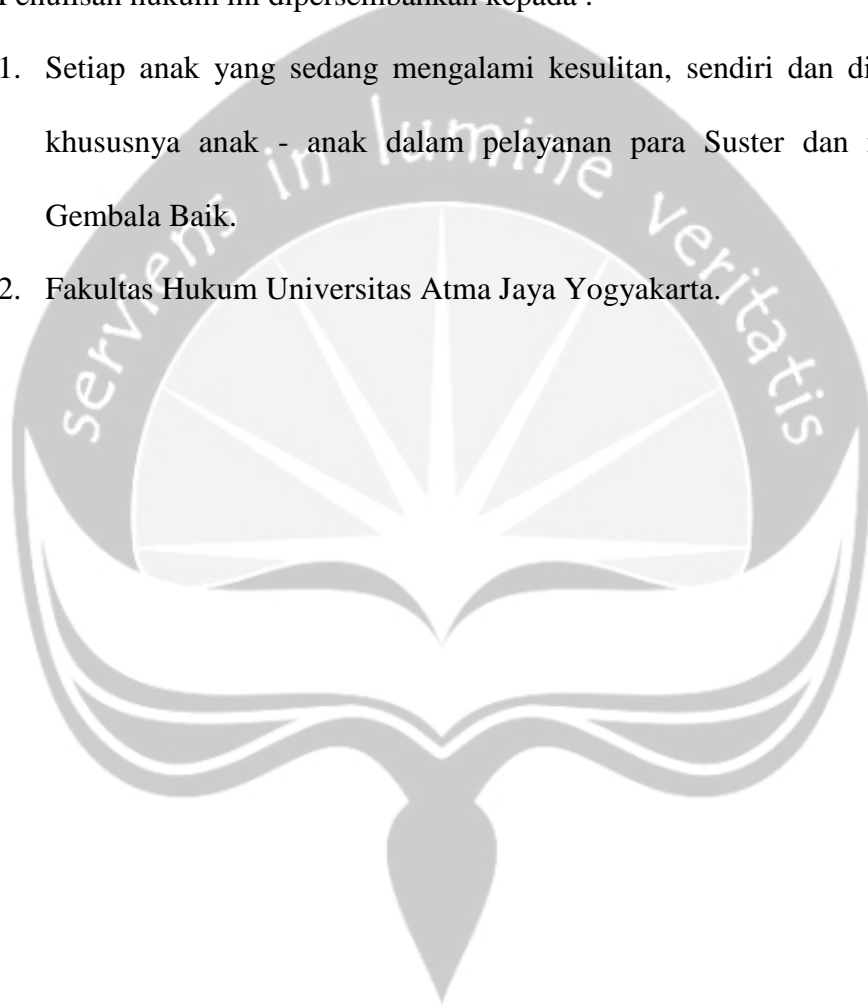 Penulisan hukum ini dipersembahkan kepada :
1. Setiap anak yang sedang mengalami kesulitan, sendiri dan
khususnya anak - anak dalam pelayanan para Suster dan
Gembala Baik.
2. Fakultas Hukum Universitas Atma Jaya Yogyakarta.
serviens in lumine veritatis